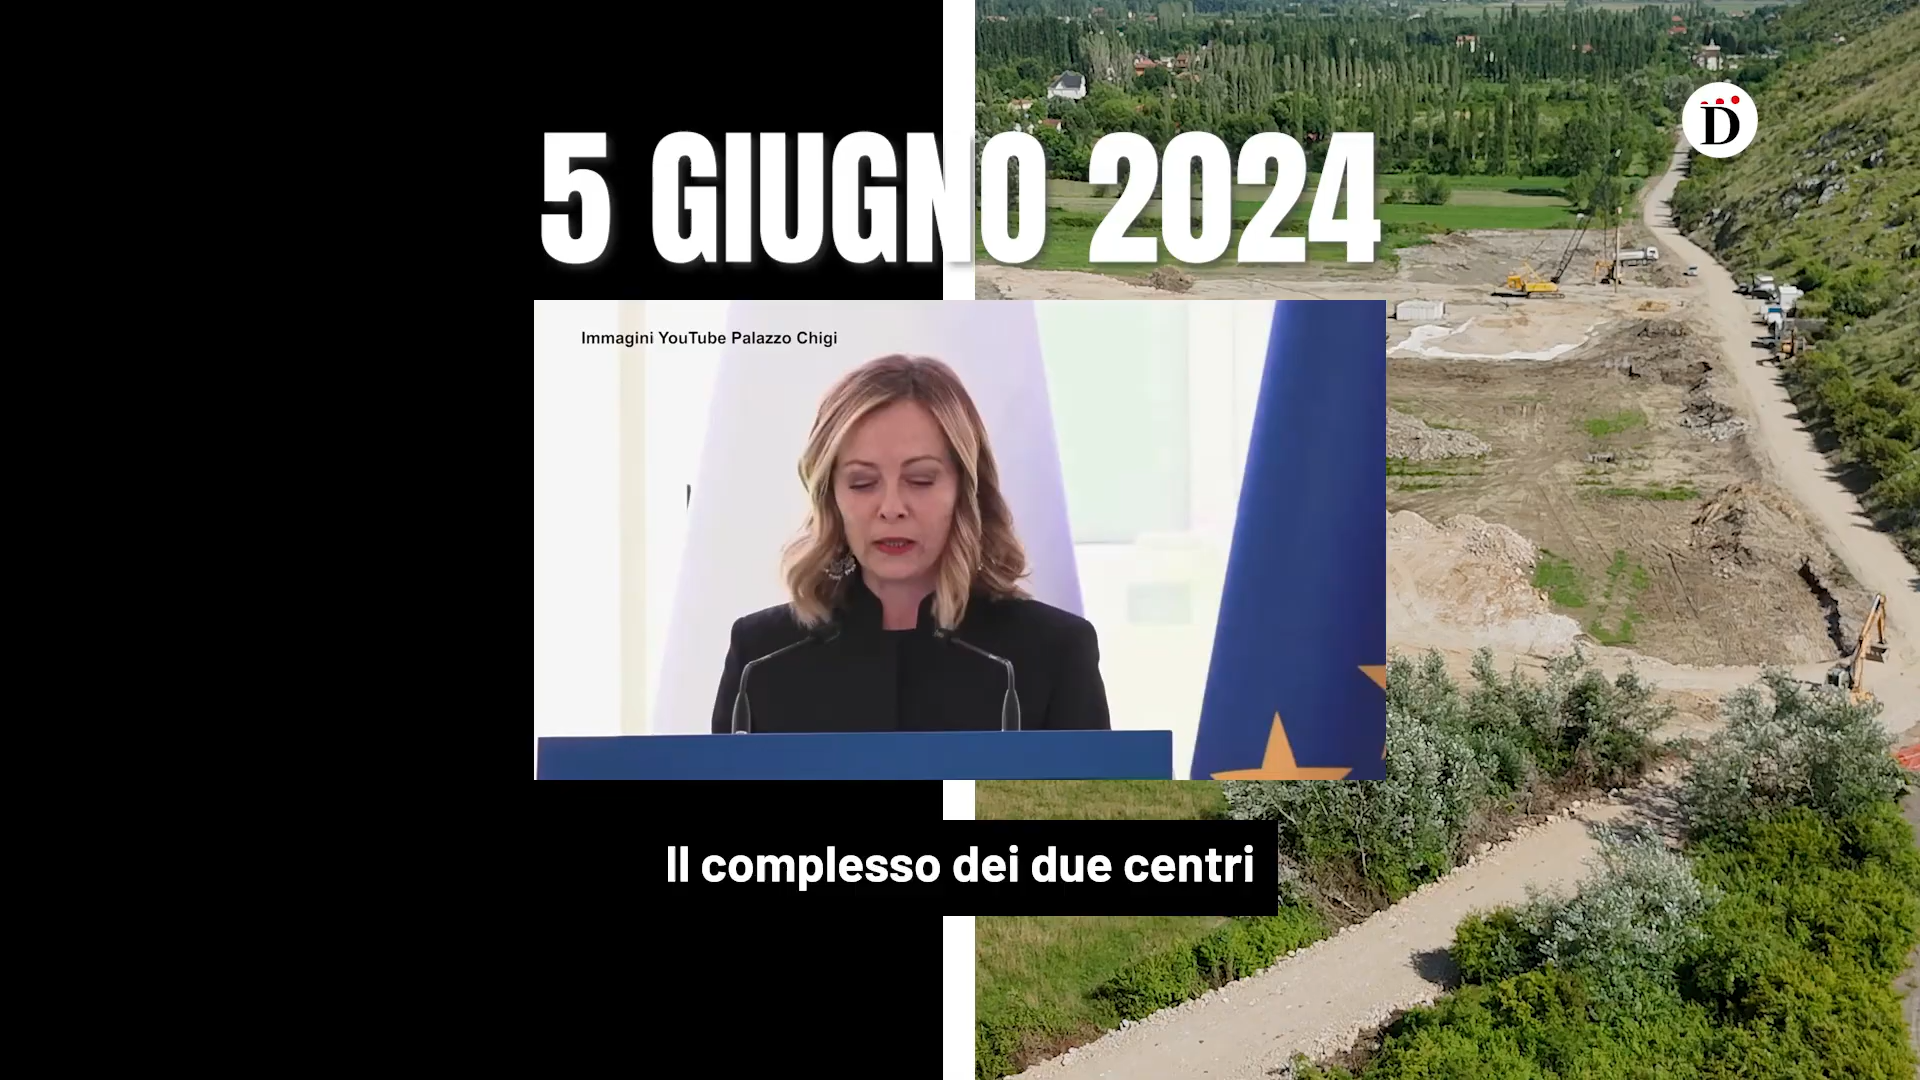 5 GIUGNO 2024
D
Immagini YouTube Palazzo Chigi
Il complesso dei due centri